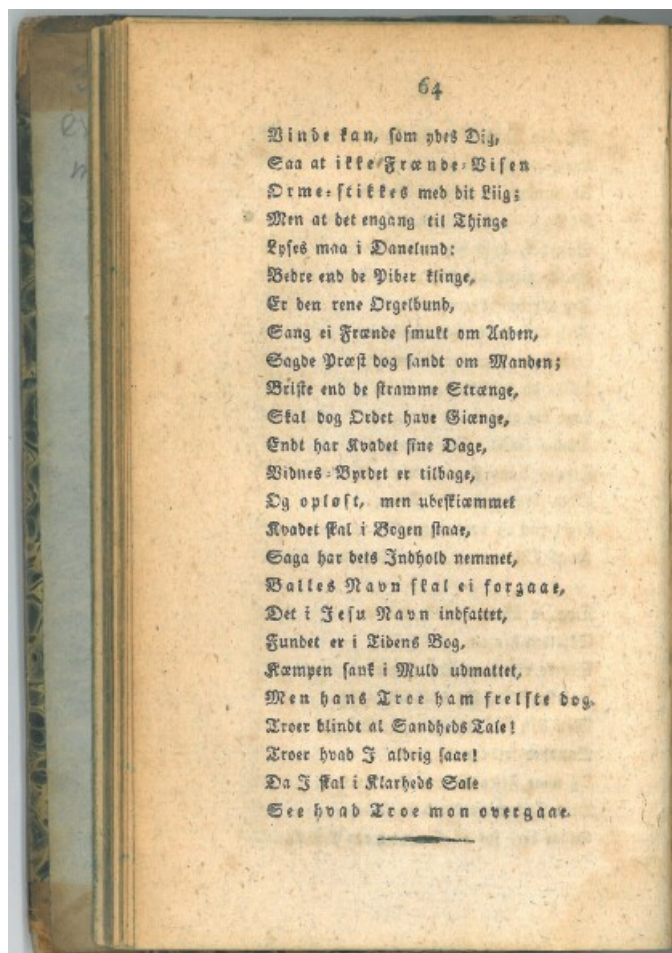 64
Vinde kan, som ydes Dig,
Saa at ikke Frænde-Visen
Orme-stikkes med dit Liig;
Men at det engang til Thinge
Lyses maa i Danelund:
Bedre end de Piber klinge,
Er den rene Orgelbund,
Sang ei Frænde smukt om Aanden,
Sagde Præst dog sandt om Manden;
Briste end de stramme Strænge,
Skal dog Ordet have Giænge,
Endt har Kvadet sine Dage,
Vidnes-Byrdet er tilbage,
Og opløst, men ubeskiæmmet
Kvadet skal i Bogen staae,
Saga har dets Indhold nemmet,
Balles Navn skal ei forgaae,
Det i Jesu Navn indfattet,
Fundet er i Tidens Bog,
Kæmpen sank i Muld udmattet,
Men hans Troe ham frelste dog.
Troer blindt al Sandheds Tale!
Troer hvad I aldrig saae!
Da I skal i Klarheds Sale
See hvad Troe mon overgaae.